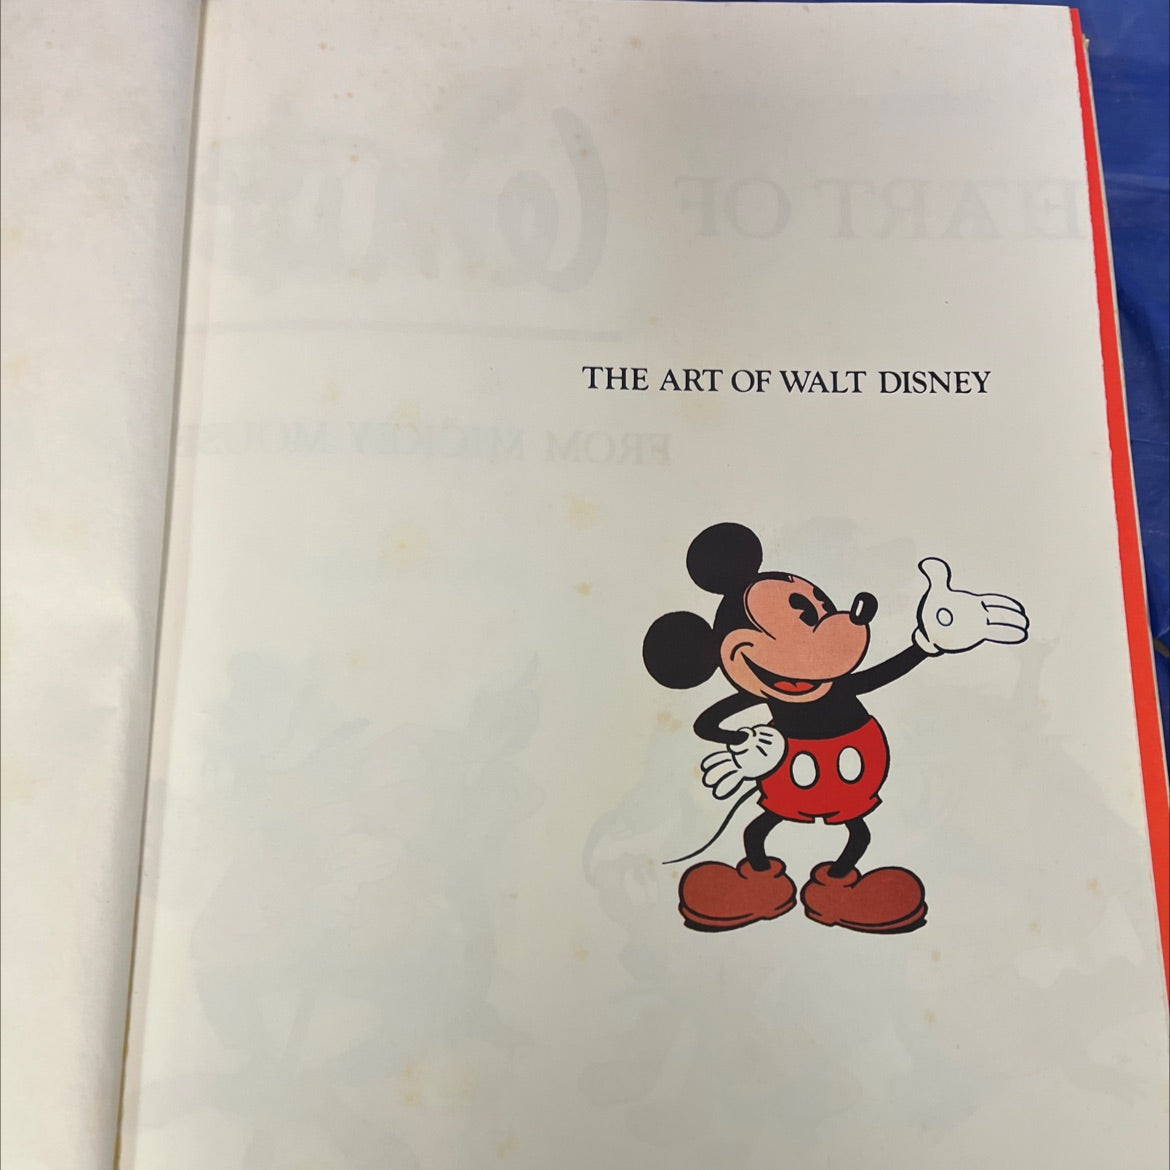 THE ART OF WALT DISNEY